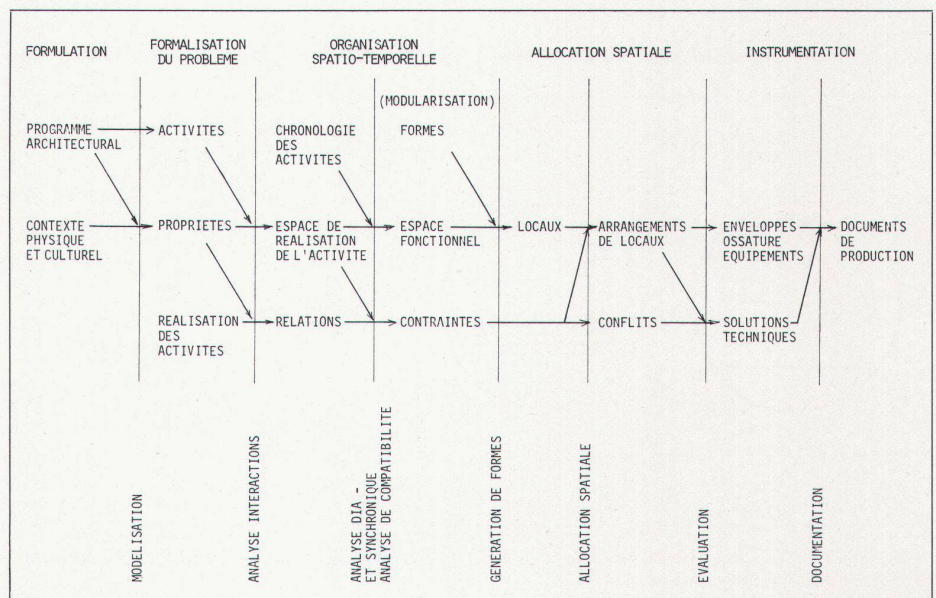 FORMULATION
FORMALISATION
DU PROBLEME
ORGANISATION
SPATIO-TEMPORELLE
ALLOCATION SPATIALE
INSTRUMENTATION
(MODULARISATION)
PROGRAMME
ARCHITECTURAL
ACTIVITES
CHRONOLOGIE
DES
ACTIVITES
FORMES
CONTEXTE
PHYSIQUE
ET CULTUREL
PROPRIETES
ESPACE DE
REALISATION
DE L'ACTIVITE
ESPACE
FONCTIONNEL
LOCAUX
ARRANGEMENTS
DE LOCAUX
ENVELOPPES
OSSATURE
EQUIPEMENTS
DOCUMENTS
DE
PRODUCTION
REALISATION
DES
ACTIVITES
RELATIONS
CONTRAINTES
CONFLITS
SOLUTIONS
TECHNIQUES
MODELISATION
ANALYSE INTERACTIONS
ANALYSE DIA -
ET SYNCHRONIQUE
ANALYSE DE COMPATIBILITE
GENERATION DE FORMES
ALLOCATION SPATIALE
EVALUATION
DOCUMENTATION